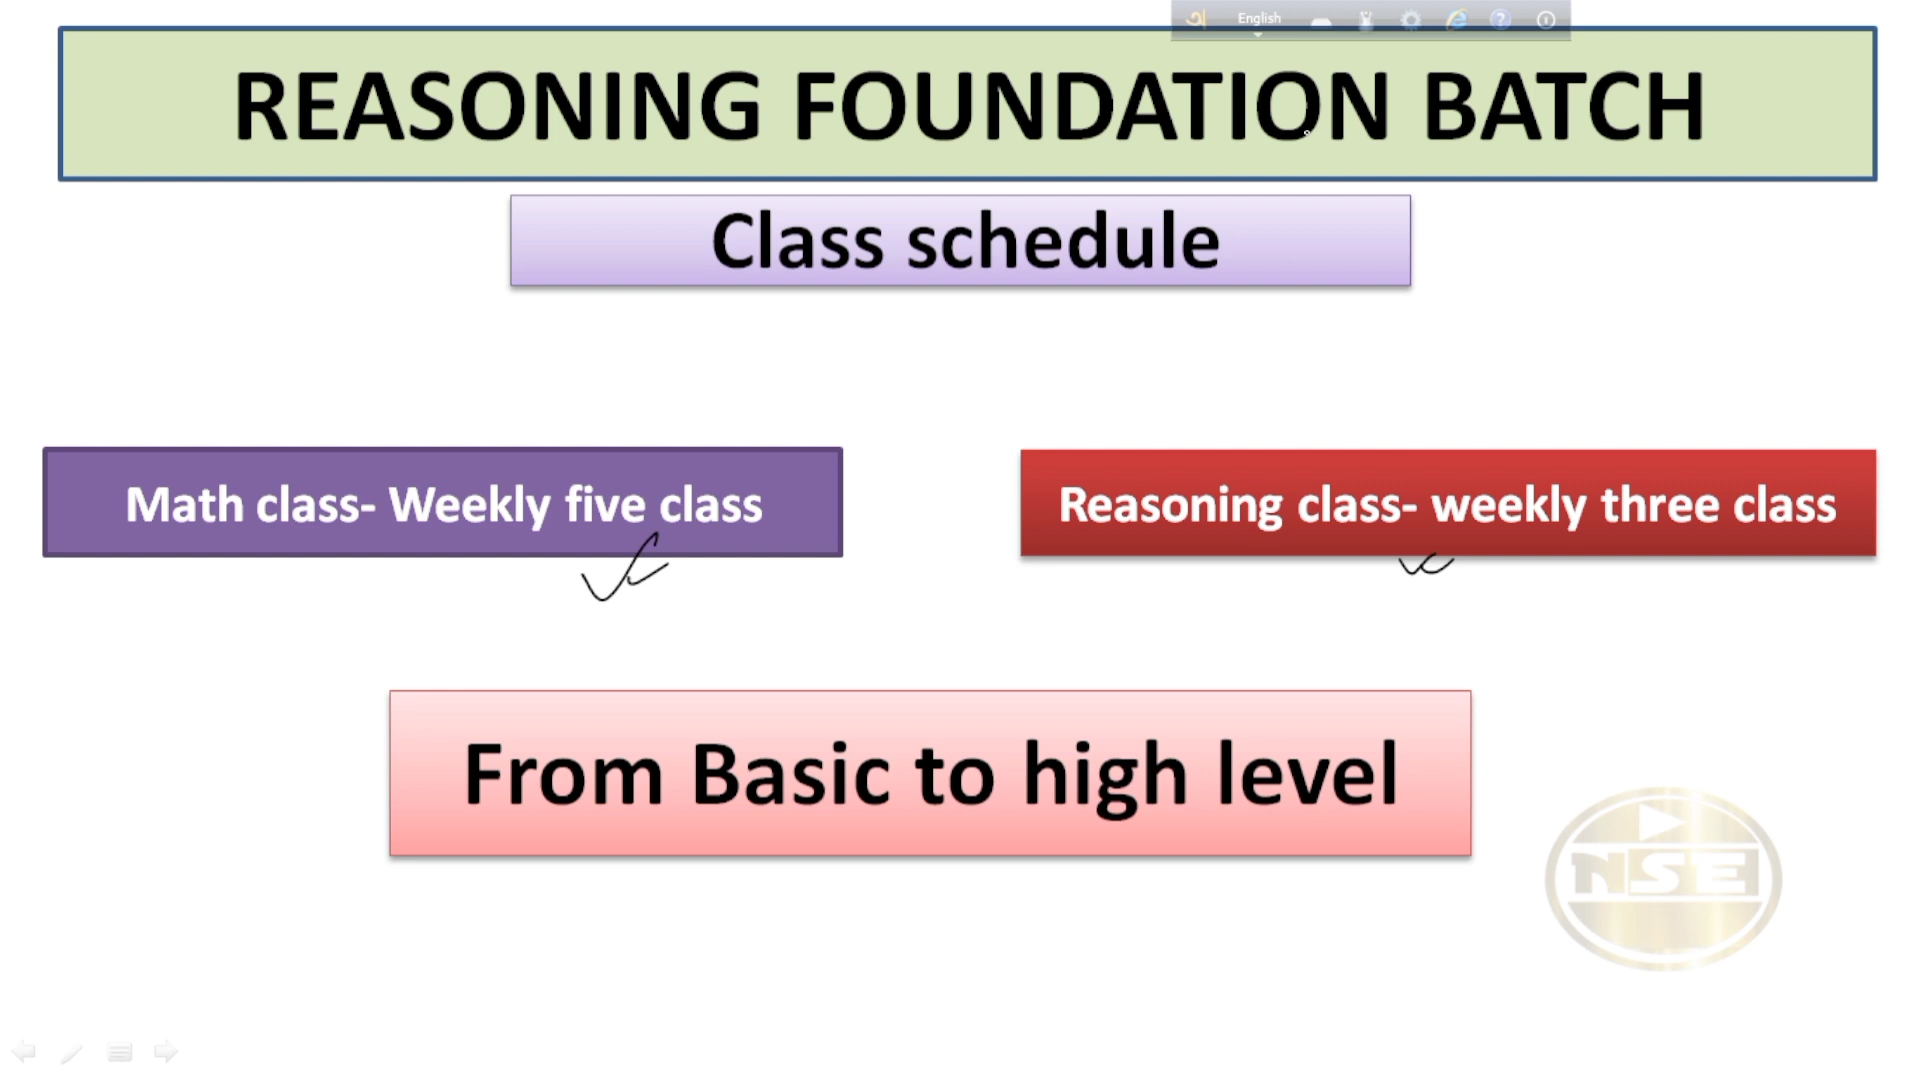 English
REASONING FOUNDATION BATCH
Class schedule
Math class- Weekly five class
Reasoning class- weekly three class
From Basic to high level
NSE